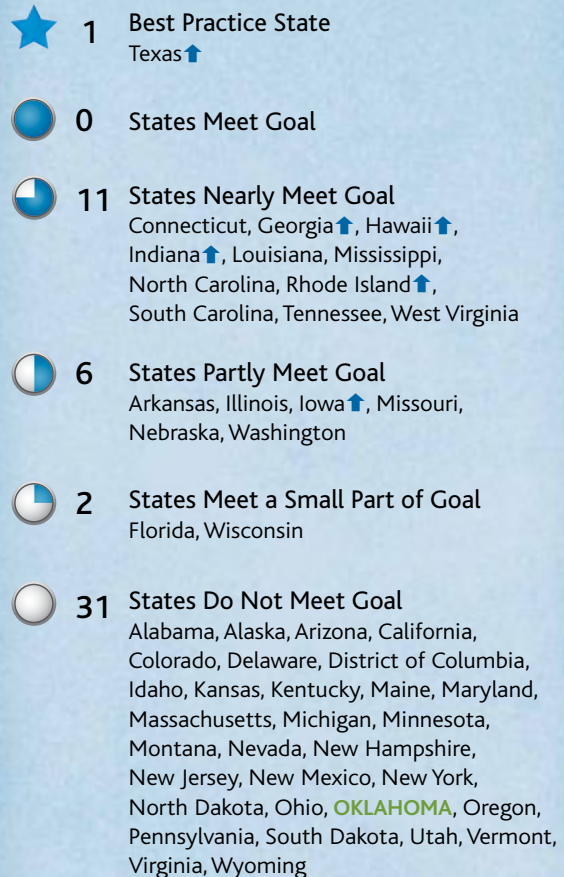 1 Best Practice State
Texas⬆
0 States Meet Goal
11 States Nearly Meet Goal
Connecticut, Georgia⬆, Hawaii⬆,
Indiana⬆, Louisiana, Mississippi,
North Carolina, Rhode Island⬆,
South Carolina, Tennessee, West Virginia
6 States Partly Meet Goal
Arkansas, Illinois, Iowa⬆, Missouri,
Nebraska, Washington
2 States Meet a Small Part of Goal
Florida, Wisconsin
31 States Do Not Meet Goal
Alabama, Alaska, Arizona, California,
Colorado, Delaware, District of Columbia,
Idaho, Kansas, Kentucky, Maine, Maryland,
Massachusetts, Michigan, Minnesota,
Montana, Nevada, New Hampshire,
New Jersey, New Mexico, New York,
North Dakota, Ohio, OKLAHOMA, Oregon,
Pennsylvania, South Dakota, Utah, Vermont,
Virginia, Wyoming